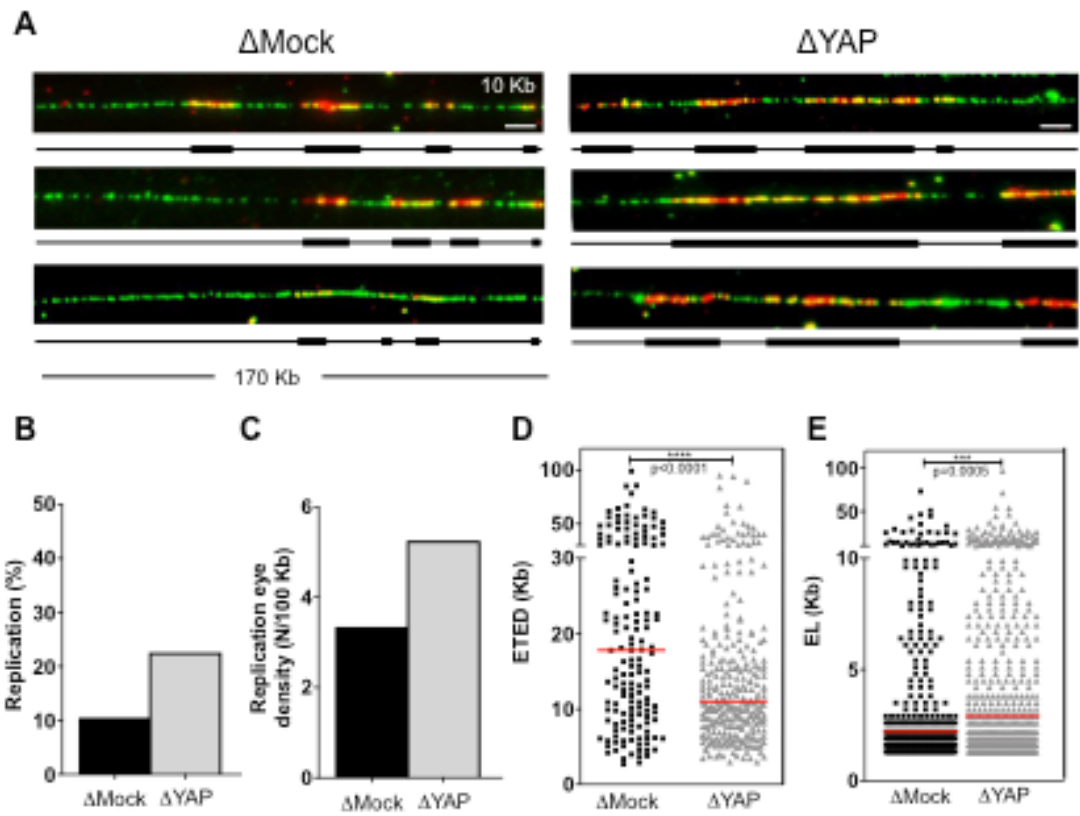 A
ΔMock
ΔYAP
10 Kb
170 Kb
B
C
D
E
Replication (%)
50
40
30
20
10
0
ΔMock
ΔYAP
Replication eye
density (N/100 Kb)
6
4
2
0
ΔMock
ΔYAP
ETED (Kb)
100
50
30
20
10
0
****
p<0.0001
ΔMock
ΔYAP
EL (Kb)
100
50
10
5
0
***
p=0.0005
ΔMock
ΔYAP